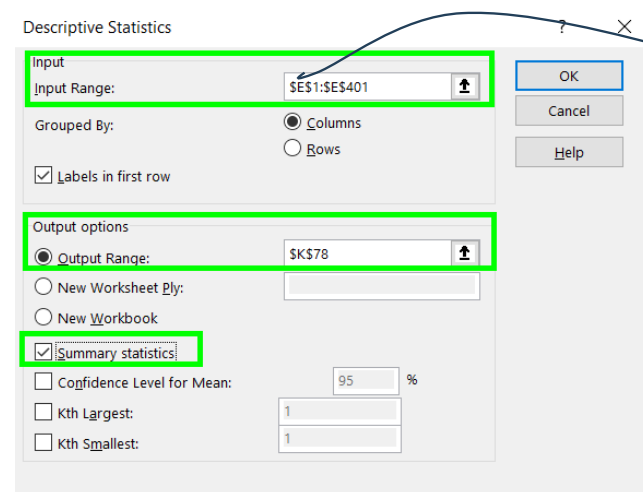 Descriptive Statistics ?
Input
Input Range: $E$1:$E$401
OK
Grouped By: Columns
Cancel
Rows
Help
Labels in first row
Output options
Output Range: $K$78
New Worksheet Ply:
New Workbook
Summary statistics
Confidence Level for Mean: 95 %
Kth Largest: 1
Kth Smallest: 1